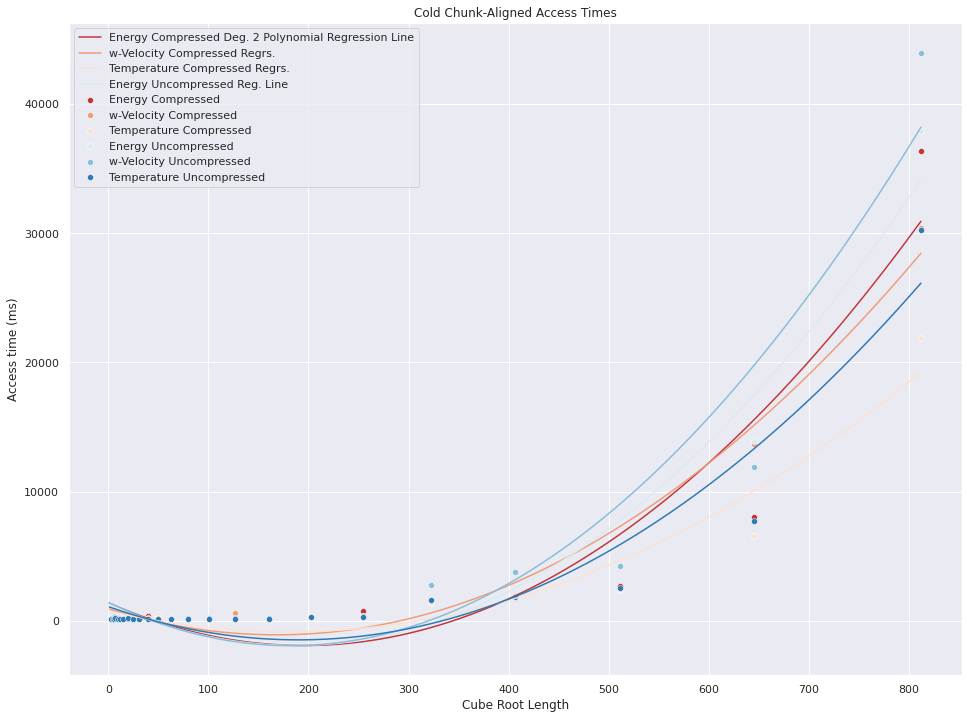 Cold Chunk-Aligned Access Times
Energy Compressed Deg. 2 Polynomial Regression Line
w-Velocity Compressed Regrs.
Temperature Compressed Regrs.
Energy Uncompressed Reg. Line
Energy Compressed
w-Velocity Compressed
Temperature Compressed
Energy Uncompressed
w-Velocity Uncompressed
Temperature Uncompressed
Access time (ms)
40000
30000
20000
10000
0
0 100 200 300 400 500 600 700 800
Cube Root Length